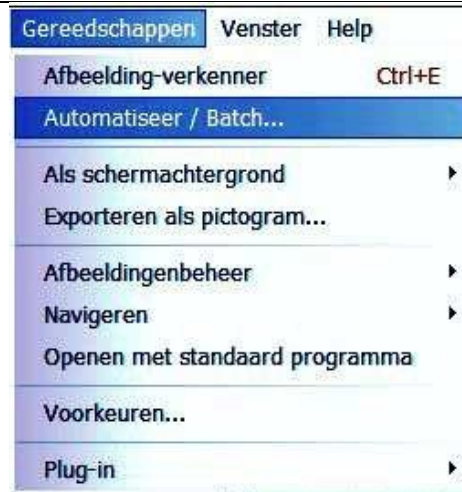 Gereedschappen Venster Help
Afbeelding-verkenner Ctrl+E
Automatiseer / Batch...
Als schermachtergrond
Exporteren als pictogram...
Afbeeldingenbeheer
Navigeren
Openen met standaard programma
Voorkeuren...
Plug-in